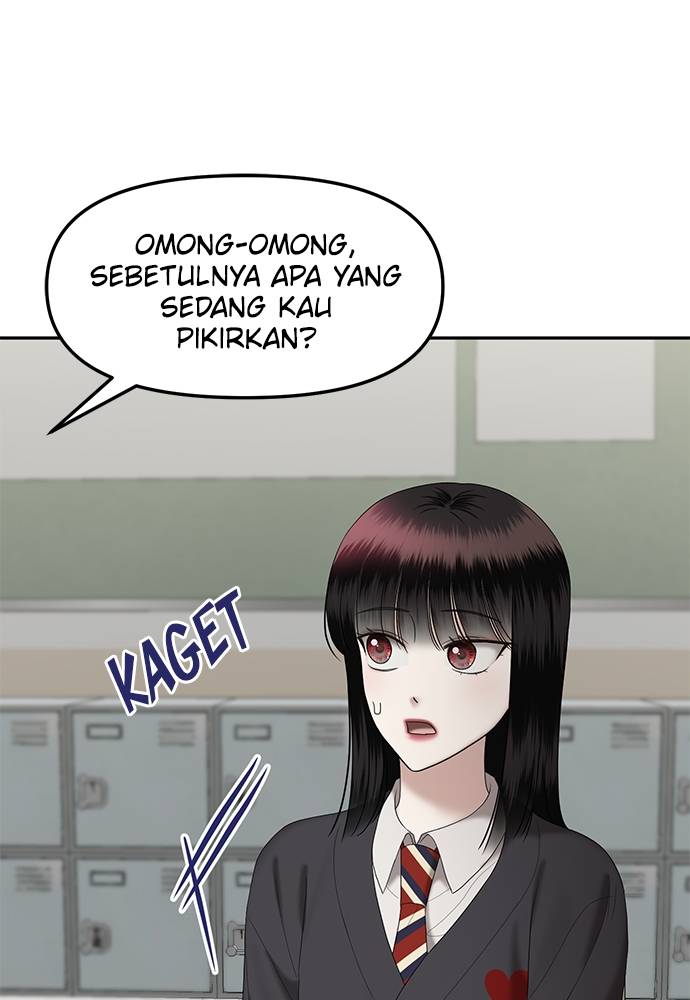 OMONG-OMONG,
SEBETULNYA APA YANG
SEDANG KAU
PIKIRKAN?
KAGET